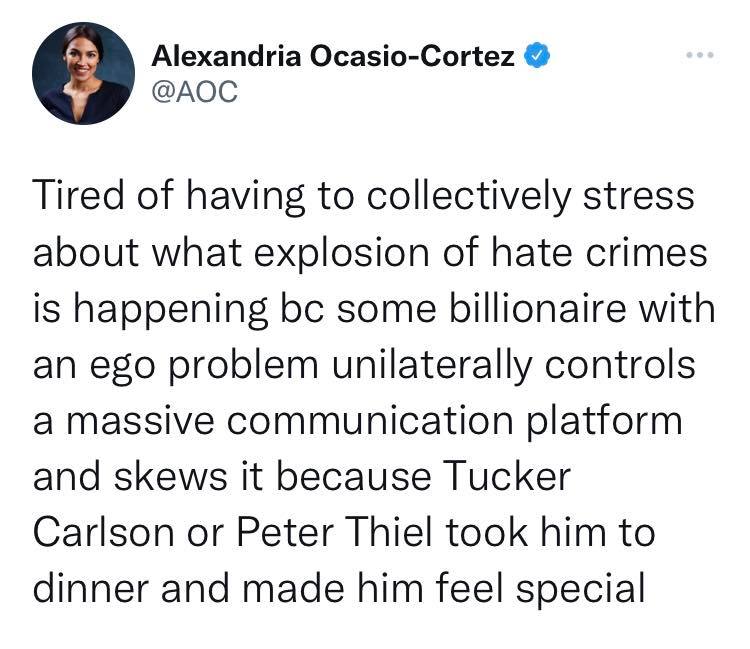 Alexandria Ocasio-Cortez
@AOC
Tired of having to collectively stress
about what explosion of hate crimes
is happening bc some billionaire with
an ego problem unilaterally controls
a massive communication platform
and skews it because Tucker
Carlson or Peter Thiel took him to
dinner and made him feel special